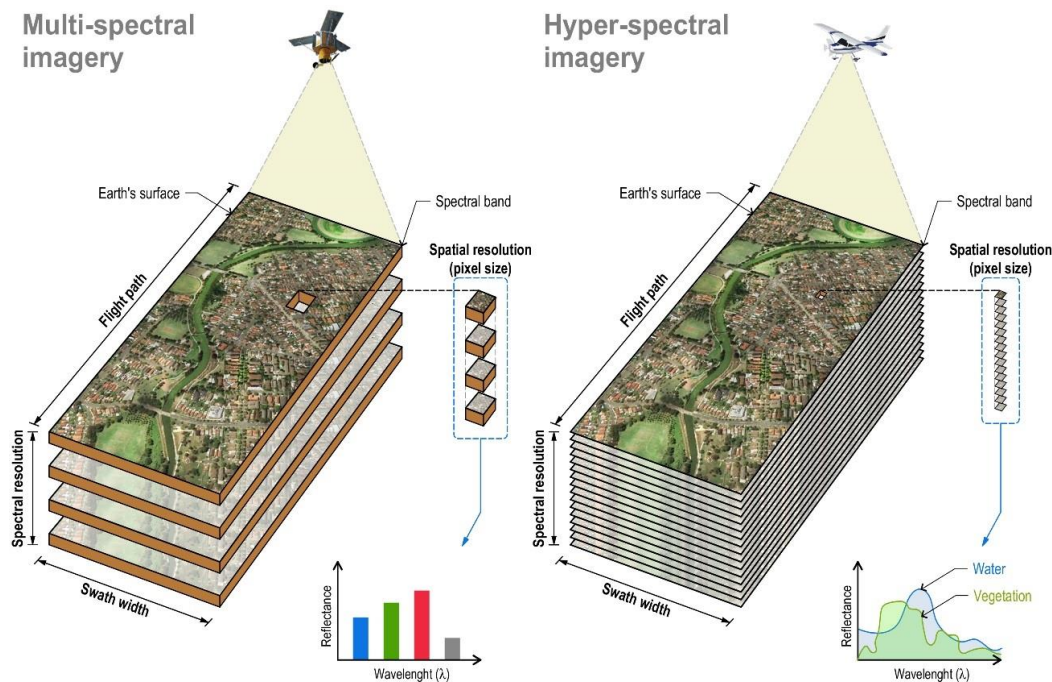 Multi-spectral
imagery
Earth's surface
Spectral band
Spatial resolution
(pixel size)
Flight path
Spectral resolution
Swath width
Reflectance
Wavelenght (λ)
Hyper-spectral
imagery
Earth's surface
Spectral band
Spatial resolution
(pixel size)
Flight path
Spectral resolution
Swath width
Water
Vegetation
Reflectance
Wavelenght (λ)